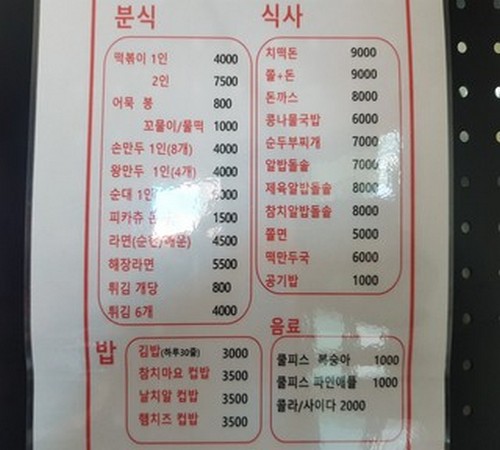 분식
떡볶이 1인 4000
2인 7500
어묵 봉 800
꼬물이/물떡 1000
손만두 1인(8개) 4000
왕만두 1인(4개) 4000
순대
피카츄 1500
라면 4500
해장라면 5500
튀김 개당 800
튀김 6개 4000
식사
치떡돈 9000
쫄+돈 9000
돈까스 8000
콩나물국밥 6000
순두부찌개 7000
알밥돌솥 7000
제육알밥돌솥 8000
참치알밥돌솥 8000
쫄면 5000
떡만두국 6000
공기밥 1000
밥
김밥(하루30줄) 3000
참치마요 컵밥 3500
날치알 컵밥 3500
햄치즈 컵밥 3500
음료
쿨피스 복숭아 1000
쿨피스 파인애플 1000
콜라/사이다 2000